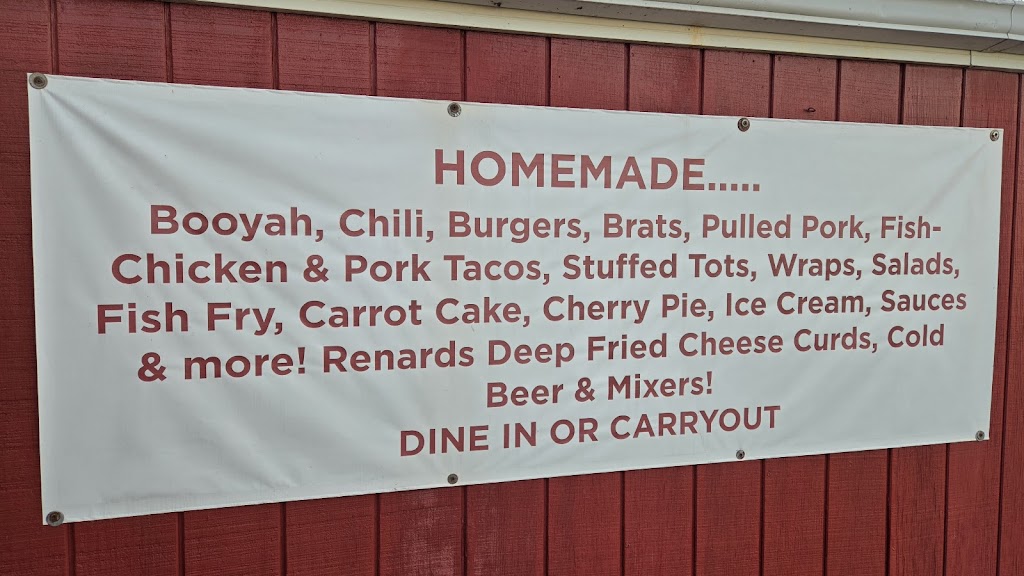 HOMEMADE.....
Booyah, Chili, Burgers, Brats, Pulled Pork, Fish-
Chicken & Pork Tacos, Stuffed Tots, Wraps, Salads,
Fish Fry, Carrot Cake, Cherry Pie, Ice Cream, Sauces
& more! Renards Deep Fried Cheese Curds, Cold
Beer & Mixers!
DINE IN OR CARRYOUT